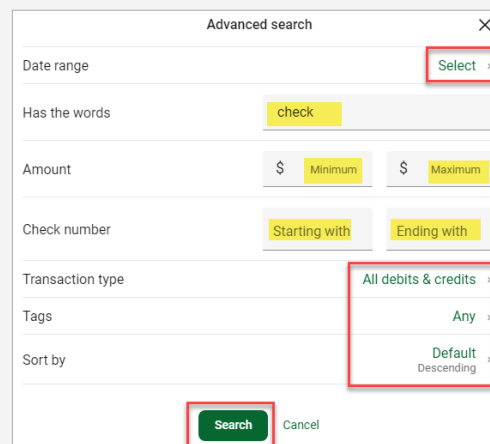 Advanced search
Date range Select
Has the words check
Amount $ Minimum $ Maximum
Check number Starting with Ending with
Transaction type All debits & credits
Tags Any
Sort by Default
Descending
Search Cancel